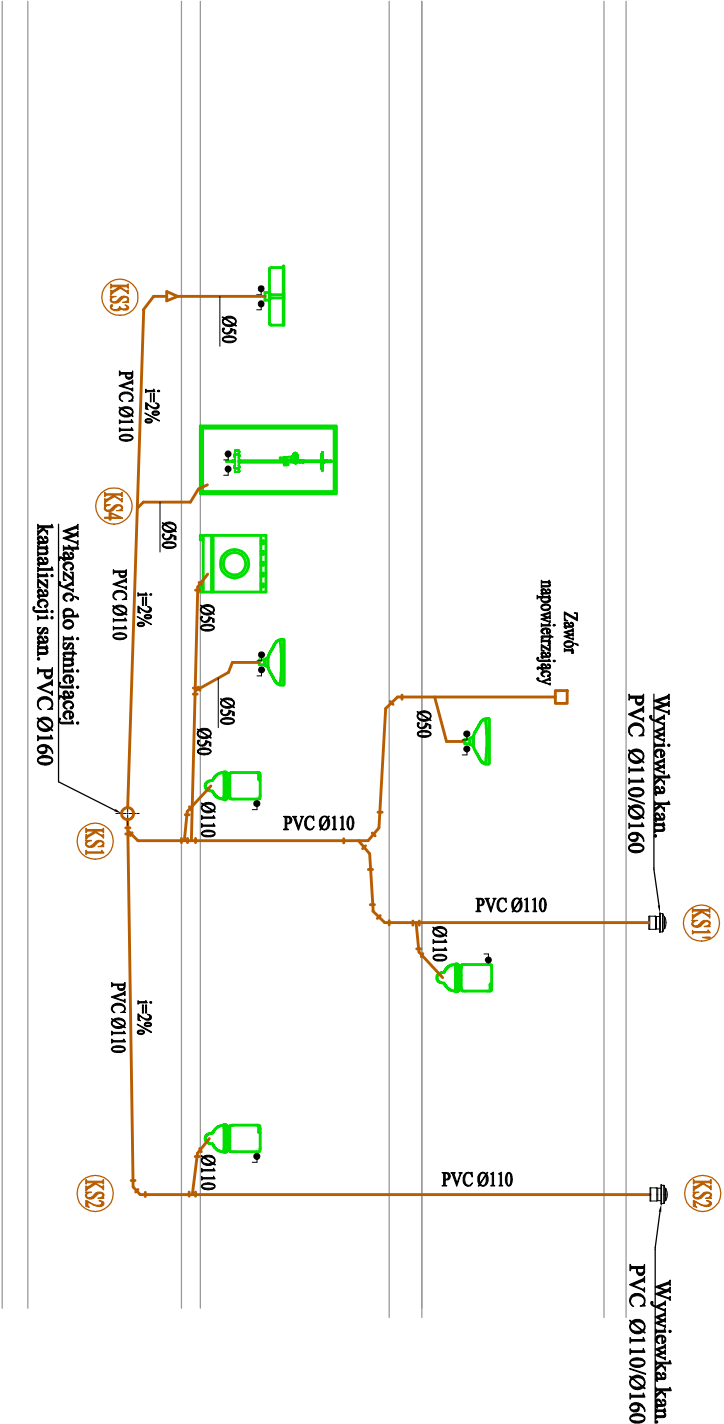 KS1'
KS2
Wywiewka kan.
PVC Ø110/Ø160
Wywiewka kan.
PVC Ø110/Ø160
Zawór
napowietrzający
PVC Ø110
PVC Ø110
Ø50
Ø110
PVC Ø110
Ø50
Ø50
Ø50
Ø50
Ø50
Ø110
Ø110
i=2%
PVC Ø110
i=2%
PVC Ø110
i=2%
PVC Ø110
KS3
KS4
KS1
KS2
Włączyć do istniejącej
kanalizacji san. PVC Ø160